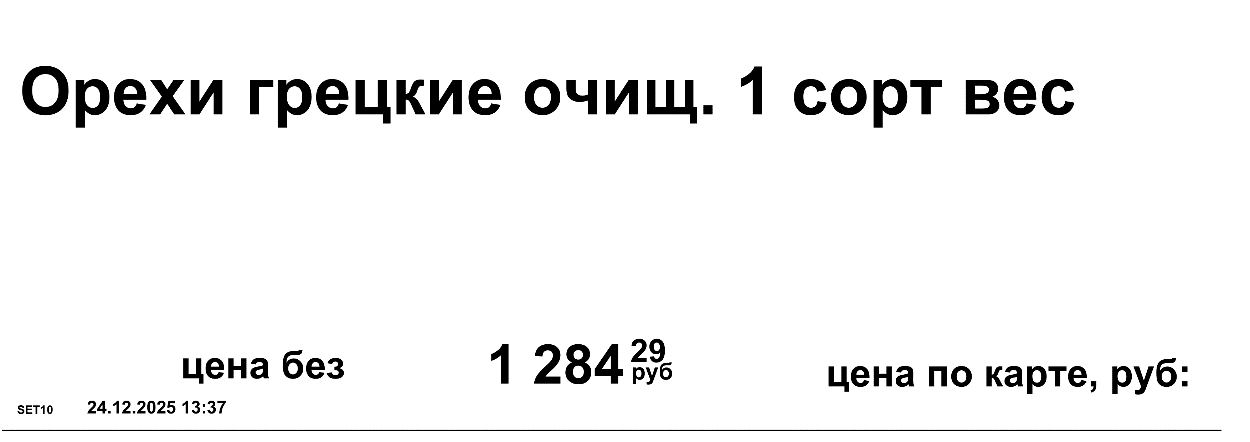 Орехи грецкие очищ. 1 сорт вес
цена без 1 284 29 руб цена по карте, руб:
SET10 24.12.2025 13:37